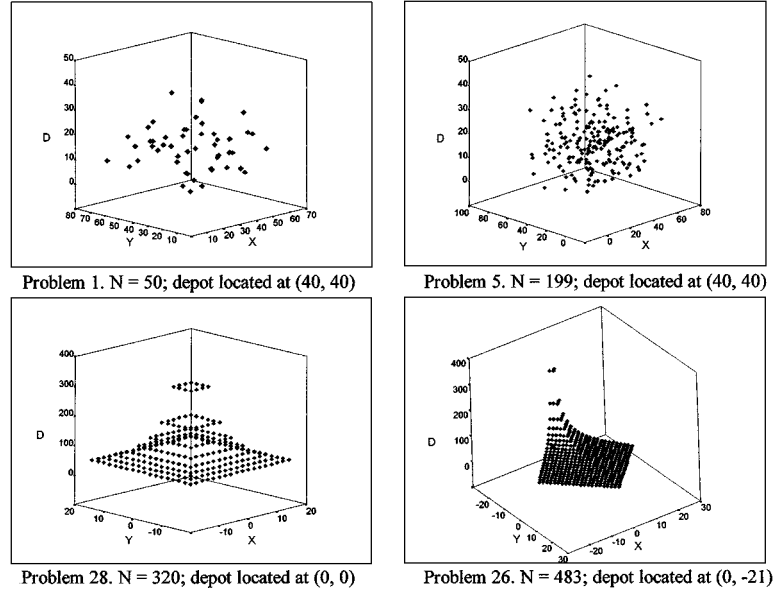 50
40
30
20
10
0
D
80 70 60 50 40 30 20 10
Y
10 20 30 40 50 60 70
X
Problem 1. N = 50; depot located at (40, 40)
50
40
30
20
10
0
D
100 80 60 40 20 0
Y
0 20 40 60 80
X
Problem 5. N = 199; depot located at (40, 40)
400
300
200
100
0
D
20 10 0 -10
Y
-10 0 10 20
X
Problem 28. N = 320; depot located at (0, 0)
400
300
200
100
0
D
-20 -10 0 10 20 30
Y
-20 -10 0 10 20 30
X
Problem 26. N = 483; depot located at (0, -21)